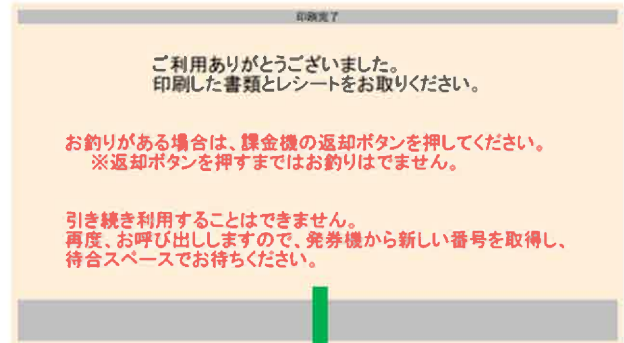 印刷完了
ご利用ありがとうございました。
印刷した書類とレシートをお取りください。
お釣りがある場合は、課金機の返却ボタンを押してください。
※返却ボタンを押すまではお釣りはでません。
引き続き利用することはできません。
再度、お呼び出ししますので、発券機から新しい番号を取得し、
待合スペースでお待ちください。